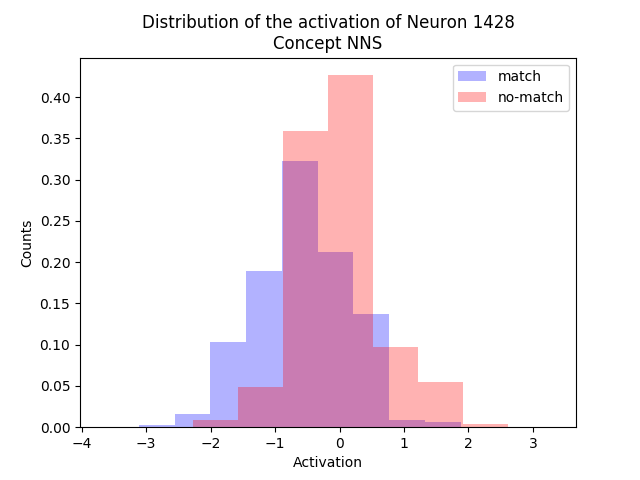 Distribution of the activation of Neuron 1428
Concept NNS
match
no-match
Counts
0.40
0.35
0.30
0.25
0.20
0.15
0.10
0.05
0.00
−4 −3 −2 −1 0 1 2 3
Activation